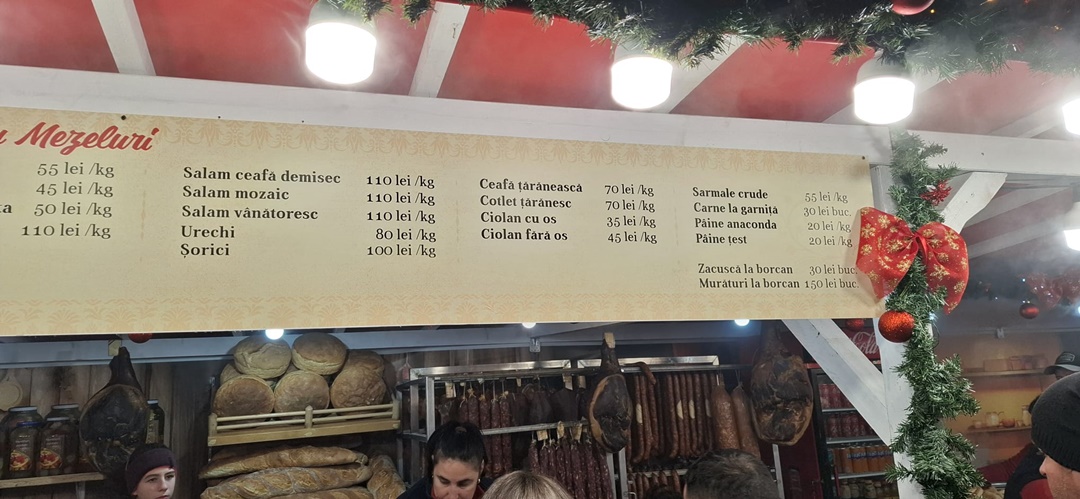 Mezeluri
55 lei /kg
45 lei /kg
50 lei /kg
110 lei /kg
Salam ceafă demisec 110 lei /kg
Salam mozaic 110 lei /kg
Salam vânătoresc 110 lei /kg
Urechi 80 lei /kg
Șorici 100 lei /kg
Ceafă țărănească 70 lei /kg
Cotlet țărănesc 70 lei /kg
Ciolan cu os 35 lei /kg
Ciolan fără os 45 lei /kg
Sarmale crude 55 lei /kg
Carne la garniță 30 lei buc.
Pâine anaconda 20 lei /kg
Pâine țest 20 lei /kg
Zacuscă la borcan 30 lei buc.
Murături la borcan 150 lei buc.